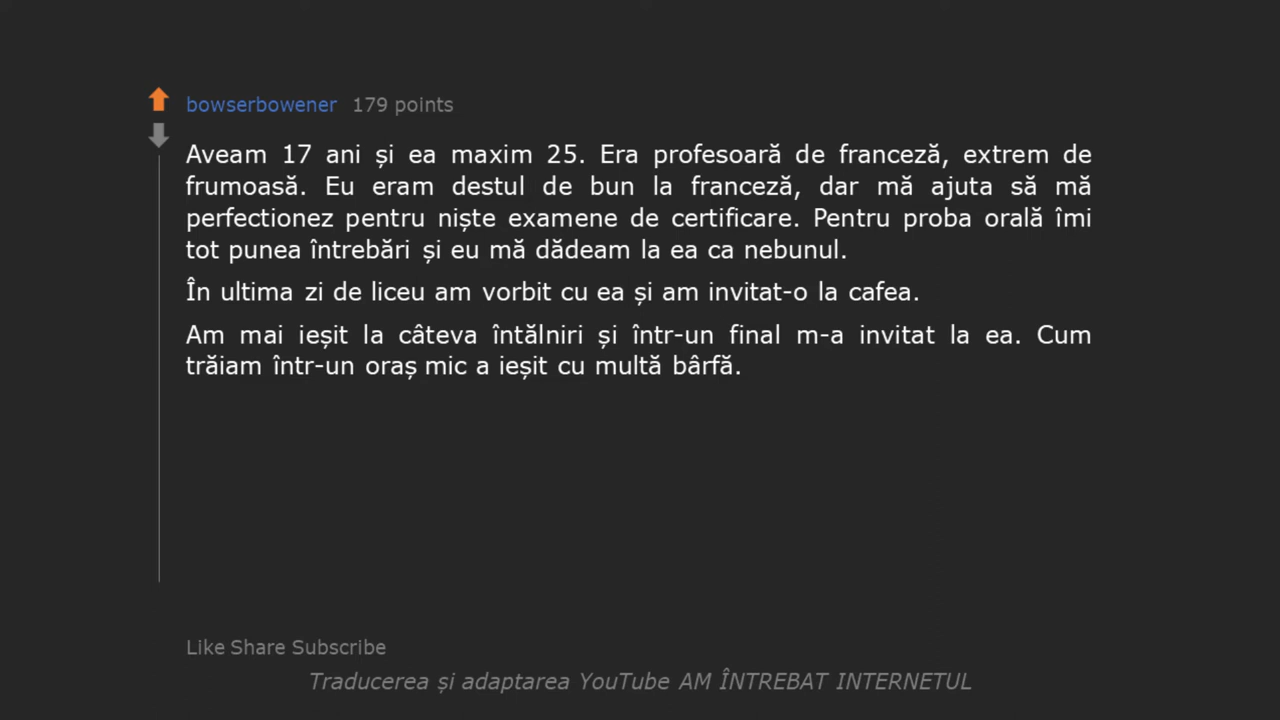 bowserbowener 179 points
Aveam 17 ani și ea maxim 25. Era profesoară de franceză, extrem de
frumoasă. Eu eram destul de bun la franceză, dar mă ajuta să mă
perfectionez pentru niște examene de certificare. Pentru proba orală îmi
tot punea întrebări și eu mă dădeam la ea ca nebunul.
În ultima zi de liceu am vorbit cu ea și am invitat-o la cafea.
Am mai ieșit la câteva întălniri și într-un final m-a invitat la ea. Cum
trăiam într-un oraș mic a ieșit cu multă bârfă.
Like Share Subscribe
Traducerea și adaptarea YouTube AM ÎNTREBAT INTERNETUL